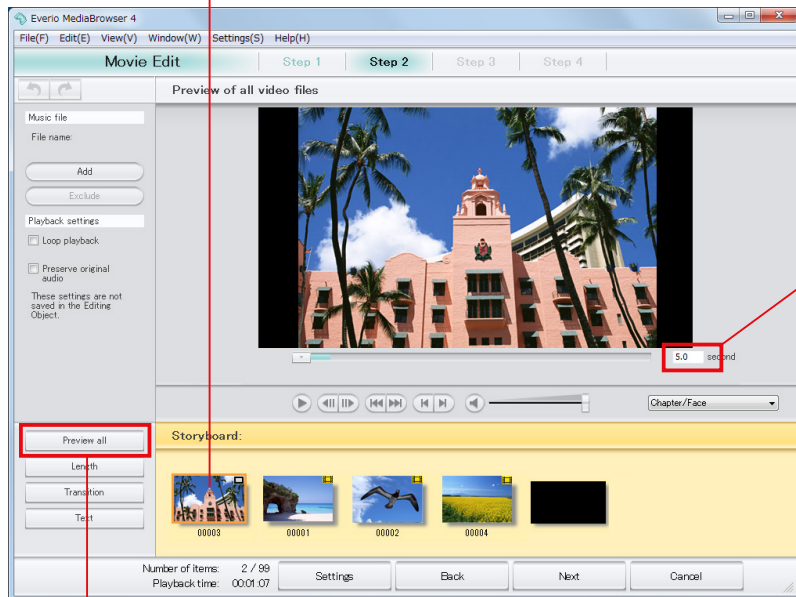 Everio MediaBrowser 4
File(F) Edit(E) View(V) Window(W) Settings(S) Help(H)
Movie Edit Step 1 Step 2 Step 3 Step 4
Preview of all video files
Music file
File name:
Add
Exclude
Playback settings
Loop playback
Preserve original
audio
These settings are not
saved in the Editing
Object.
5.0 second
Chapter/Face
Preview all
Storyboard:
Length
Transition
Text
00003 00001 00002 00004
Number of items: 2 / 99
Playback time: 00:01:07
Settings Back Next Cancel